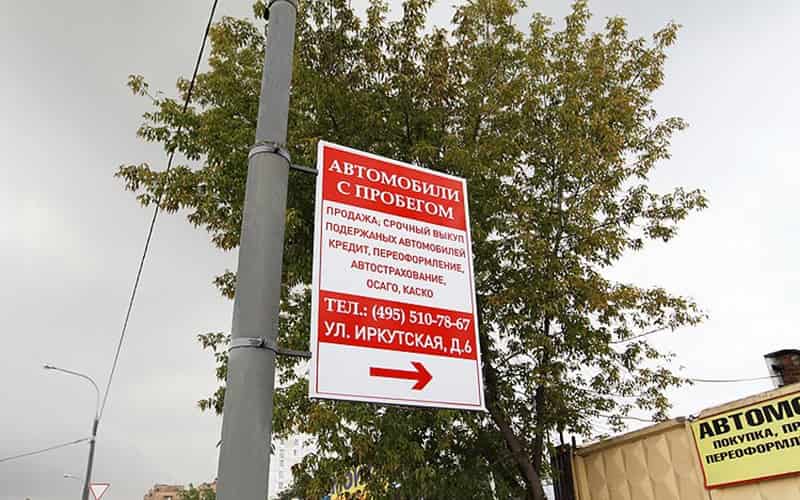 АВТОМОБИЛИ
С ПРОБЕГОМ
ПРОДАЖА, СРОЧНЫЙ ВЫКУП
ПОДЕРЖАНЫХ АВТОМОБИЛЕЙ
КРЕДИТ, ПЕРЕОФОРМЛЕНИЕ,
АВТОСТРАХОВАНИЕ,
ОСАГО, КАСКО
ТЕЛ.: (495) 510-78-67
УЛ. ИРКУТСКАЯ, Д.6
ПОКУПКА,